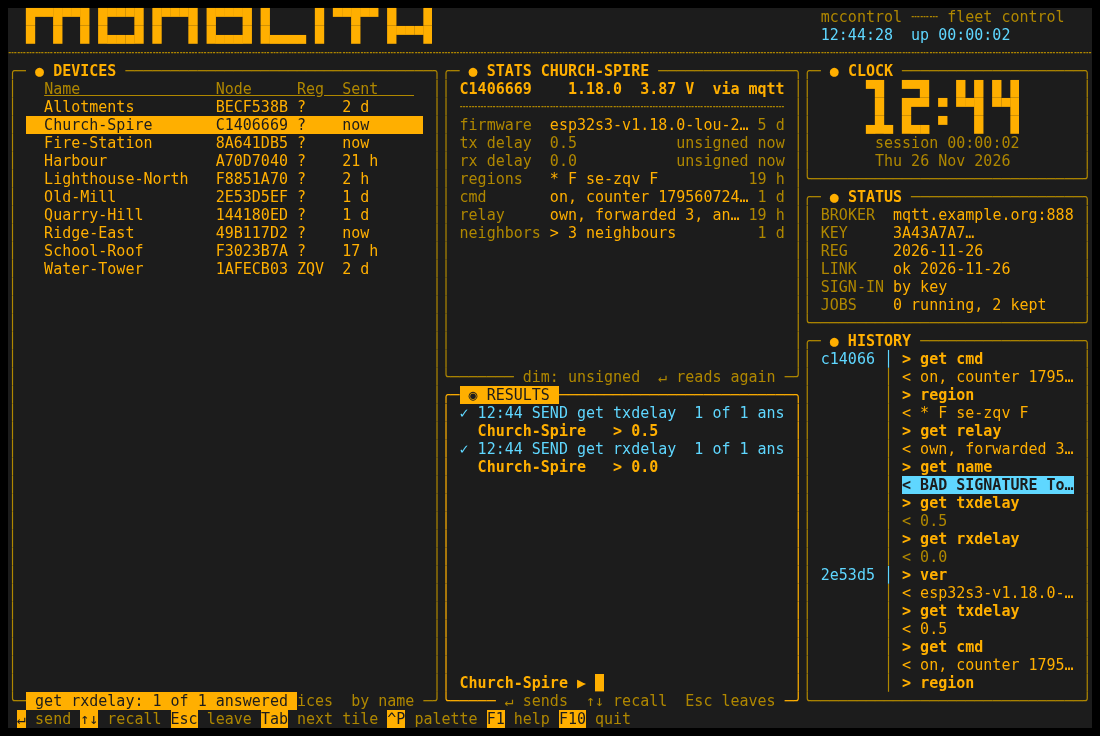 MCCONTROL
mccontrol ┄┄┄ fleet control
12:44:28 up 00:00:02
● DEVICES
Name Node Reg Sent
Allotments BECF538B ? 2 d
Church-Spire C1406669 ? now
Fire-Station 8A641DB5 ? now
Harbour A70D7040 ? 21 h
Lighthouse-North F8851A70 ? 2 h
Old-Mill 2E53D5EF ? 1 d
Quarry-Hill 144180ED ? 1 d
Ridge-East 49B117D2 ? now
School-Roof F3023B7A ? 17 h
Water-Tower 1AFECB03 ZQV 2 d
get rxdelay: 1 of 1 answered ices by name
● STATS CHURCH-SPIRE
C1406669 1.18.0 3.87 V via mqtt
firmware esp32s3-v1.18.0-lou-2… 5 d
tx delay 0.5 unsigned now
rx delay 0.0 unsigned now
regions * F se-zqv F 19 h
cmd on, counter 179560724… 1 d
relay own, forwarded 3, an… 19 h
neighbors > 3 neighbours 1 d
dim: unsigned ↵ reads again
◉ RESULTS
✓ 12:44 SEND get txdelay 1 of 1 ans
Church-Spire > 0.5
✓ 12:44 SEND get rxdelay 1 of 1 ans
Church-Spire > 0.0
Church-Spire ▶
↵ sends ↑↓ recall Esc leaves
● CLOCK
12:44
session 00:00:02
Thu 26 Nov 2026
● STATUS
BROKER mqtt.example.org:888
KEY 3A43A7A7…
REG 2026-11-26
LINK ok 2026-11-26
SIGN-IN by key
JOBS 0 running, 2 kept
● HISTORY
c14066 > get cmd
< on, counter 1795…
> region
< * F se-zqv F
> get relay
< own, forwarded 3…
> get name
< BAD SIGNATURE To…
> get txdelay
< 0.5
> get rxdelay
< 0.0
2e53d5 > ver
< esp32s3-v1.18.0-…
> get txdelay
< 0.5
> get cmd
< on, counter 1795…
> region
↵ send ↑↓ recall Esc leave Tab next tile ^P palette F1 help F10 quit